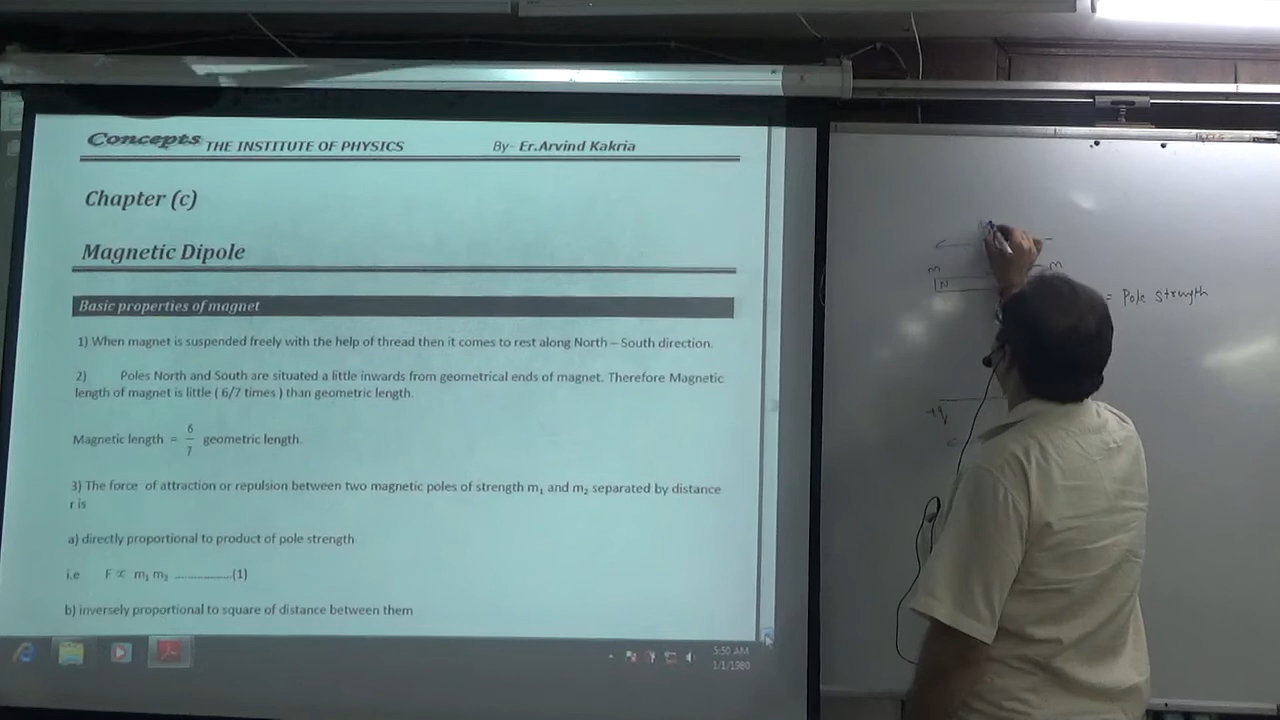 Concepts THE INSTITUTE OF PHYSICS By- Er.Arvind Kakria
Chapter (c)
Magnetic Dipole
Basic properties of magnet
1) When magnet is suspended freely with the help of thread then it comes to rest along North – South direction.
2) Poles North and South are situated a little inwards from geometrical ends of magnet. Therefore Magnetic
length of magnet is little ( 6/7 times ) than geometric length.
Magnetic length = 6/7 geometric length.
3) The force of attraction or repulsion between two magnetic poles of strength m₁ and m₂ separated by distance
r is
a) directly proportional to product of pole strength
i.e F ∝ m₁ m₂ ..................(1)
b) inversely proportional to square of distance between them
5:50 AM
1/1/1980
m m
N
= Pole strength
+q